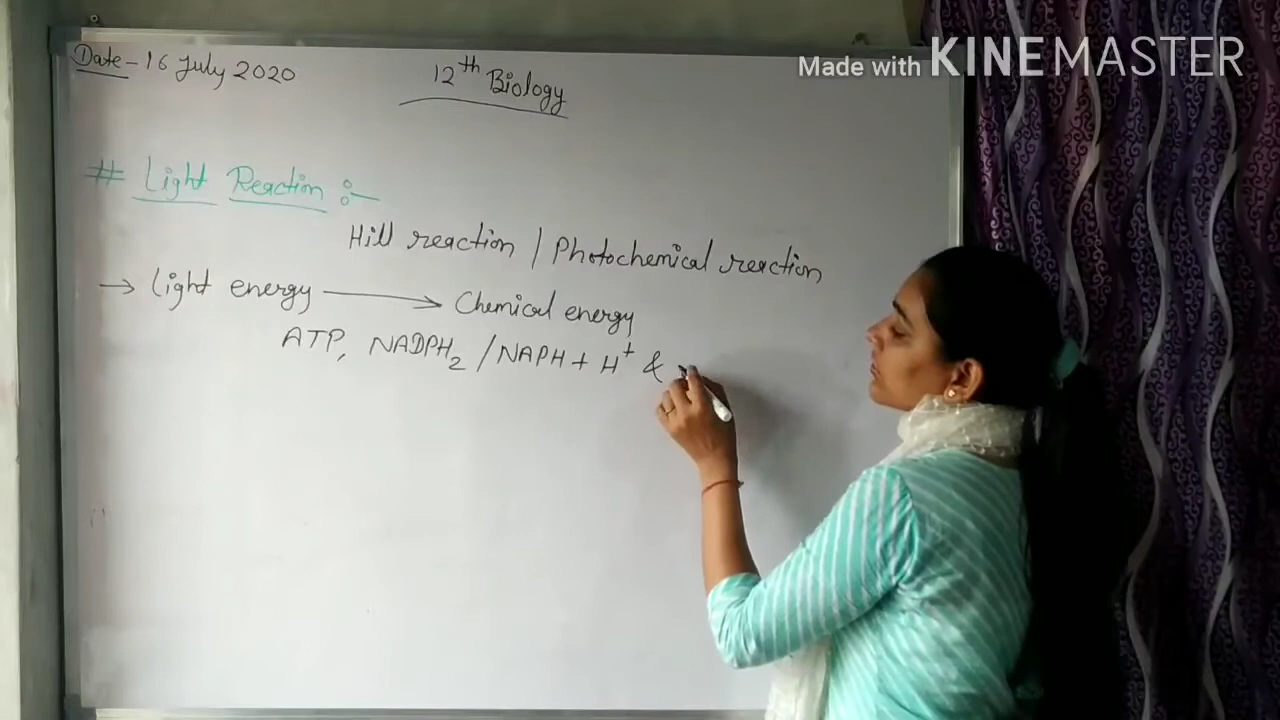 Made with KINEMASTER
Date - 16 July 2020
12th Biology
# Light Reaction :-
Hill reaction / Photochemical reaction
→ Light energy → Chemical energy
ATP, NADPH2 / NAPH + H+ &